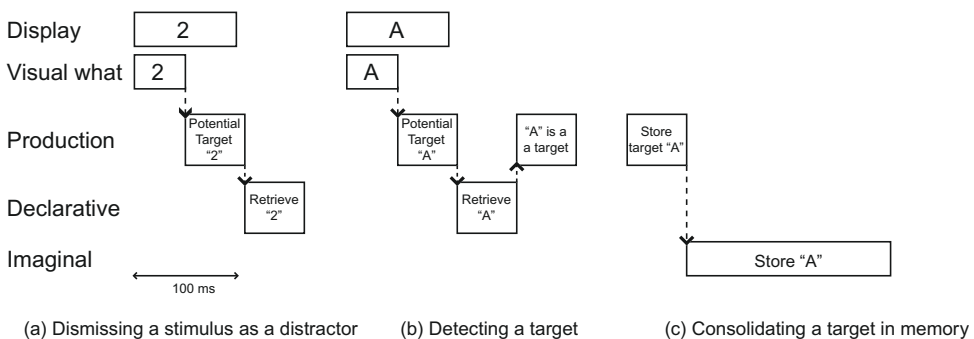 Display
2
A
Visual what
2
A
Production
Potential
Target
"2"
Potential
Target
"A"
"A" is a
a target
Store
target "A"
Declarative
Retrieve
"2"
Retrieve
"A"
Imaginal
Store "A"
100 ms
(a) Dismissing a stimulus as a distractor
(b) Detecting a target
(c) Consolidating a target in memory